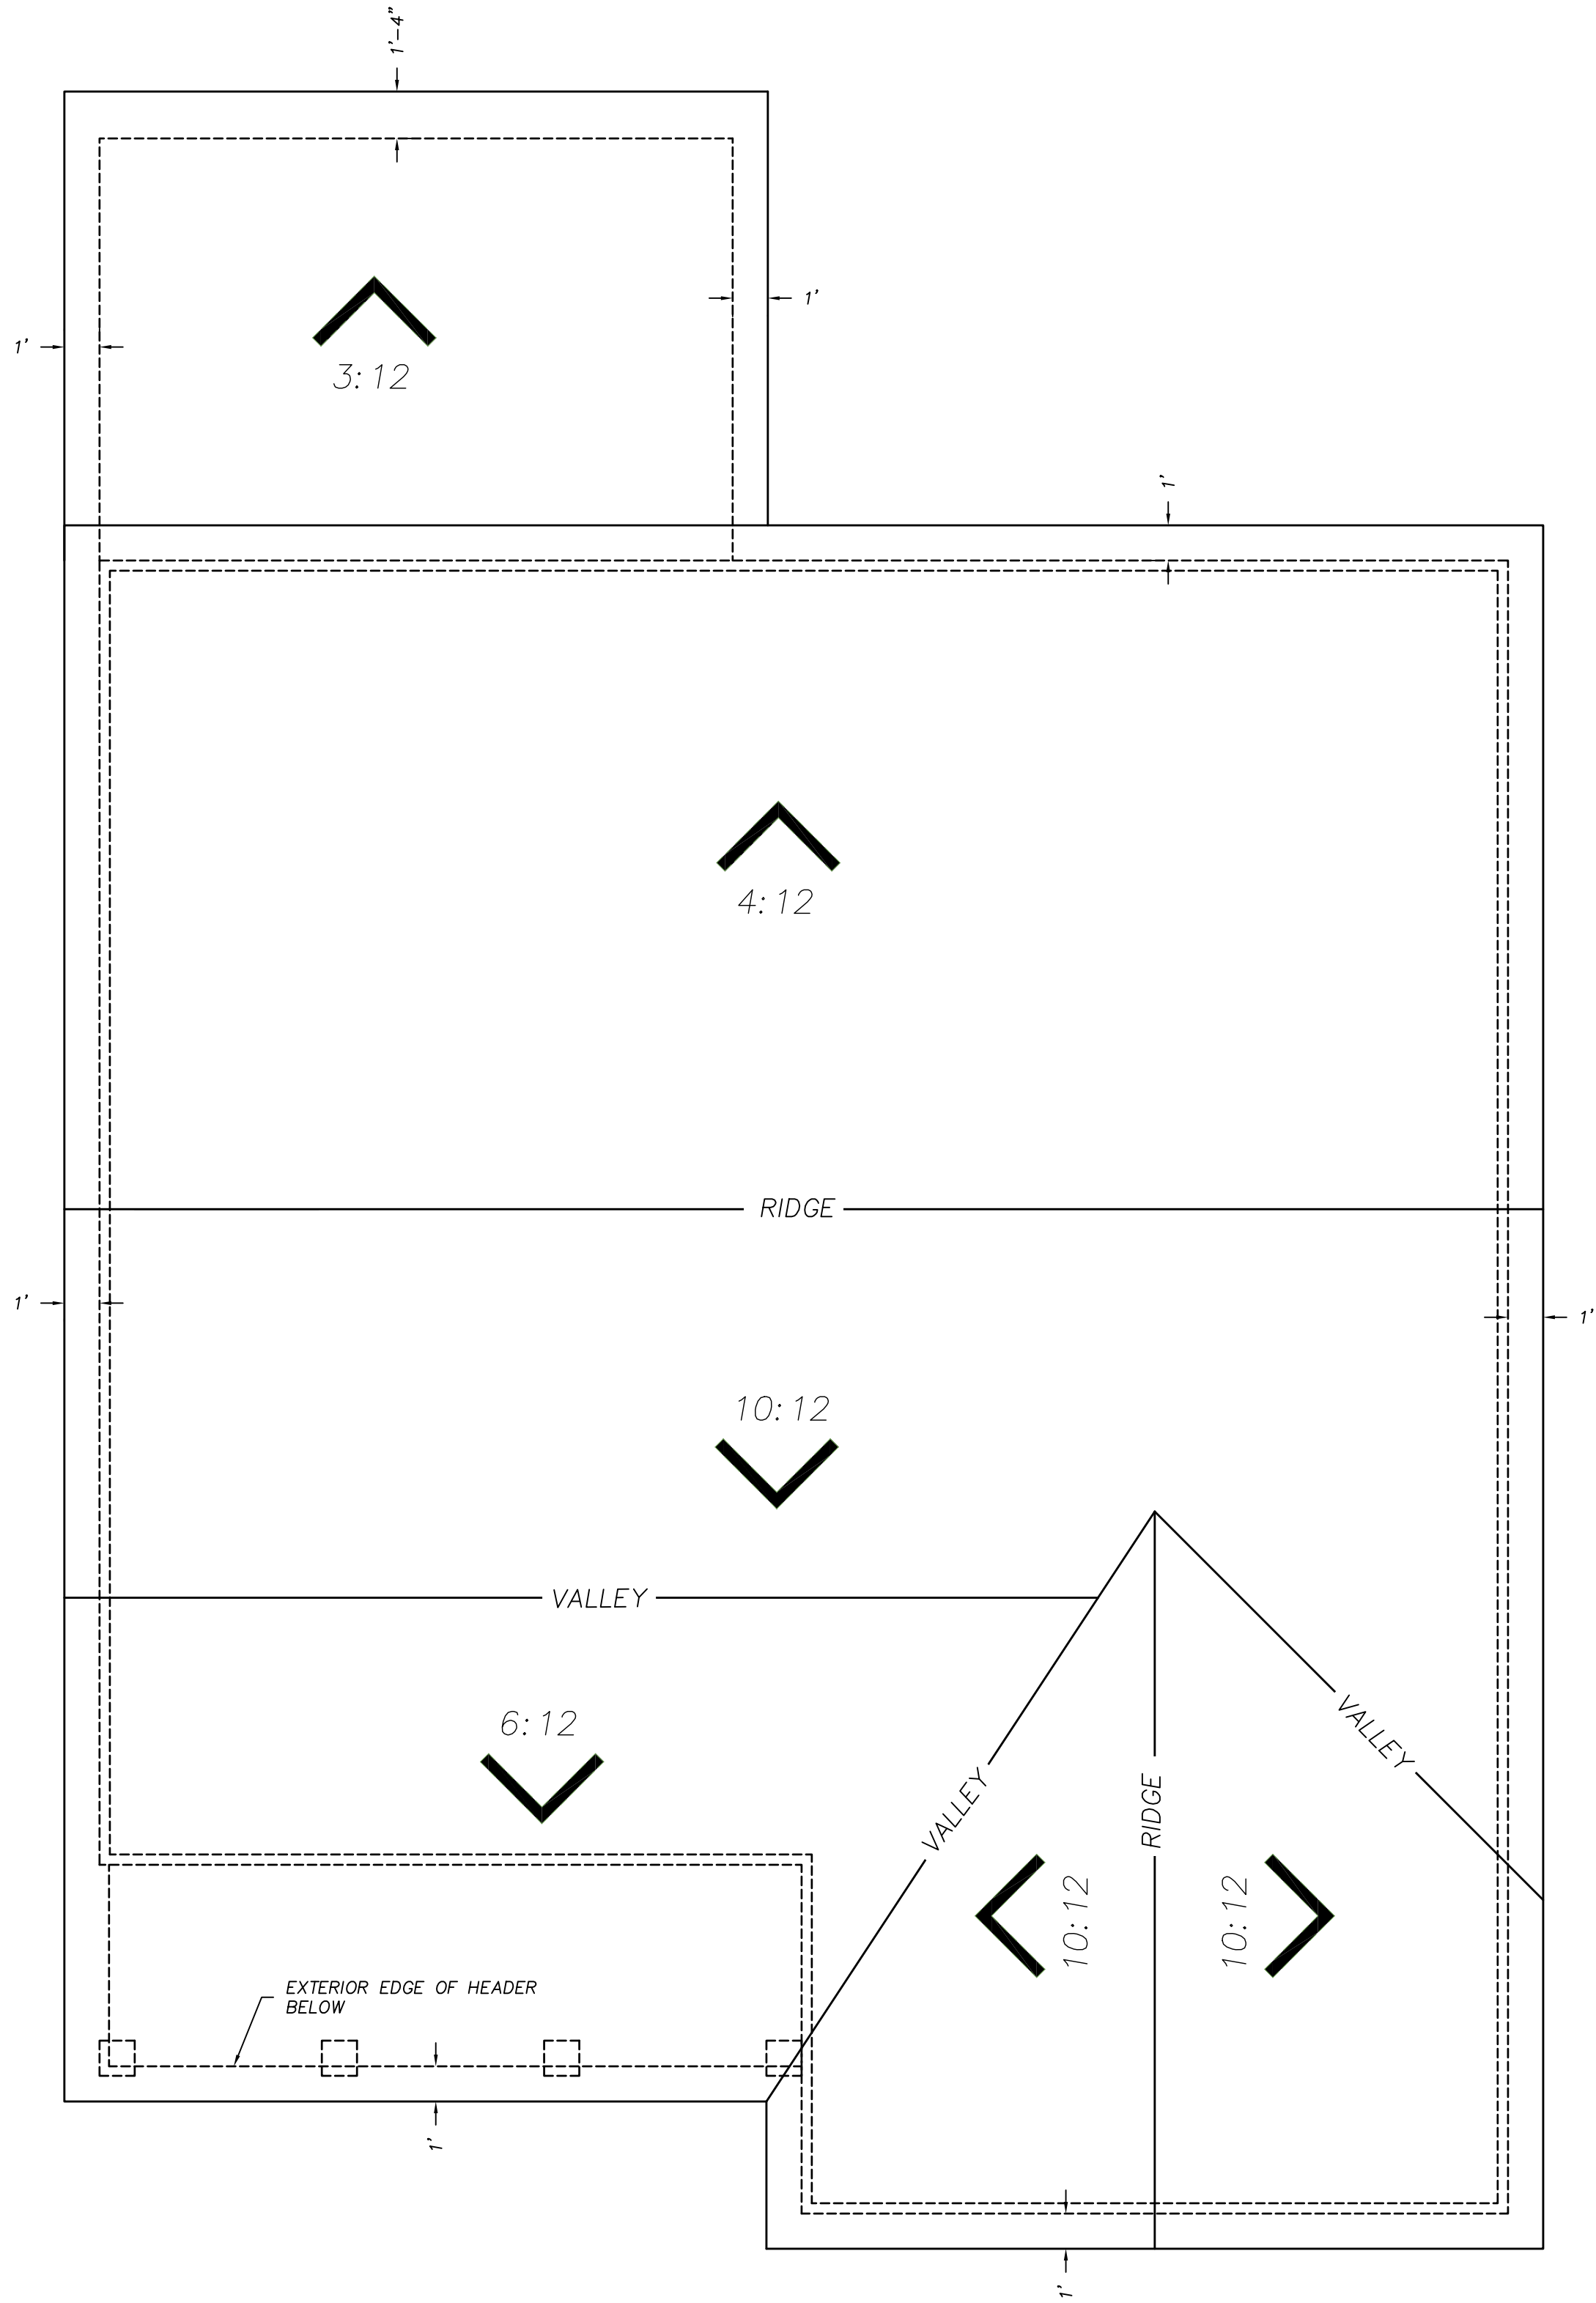 1'-4"
1'
1'
3:12
1'
4:12
RIDGE
1'
1'
10:12
VALLEY
VALLEY
6:12
VALLEY
RIDGE
10:12
10:12
EXTERIOR EDGE OF HEADER
BELOW
1'
1'